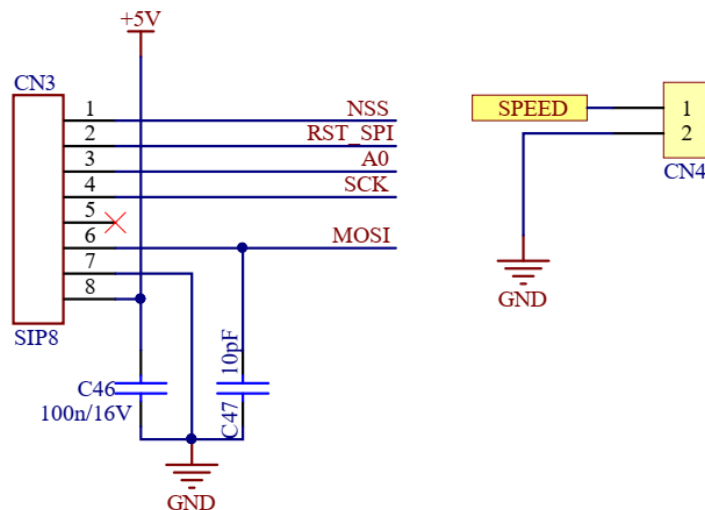 +5V
CN3
1 NSS
2 RST_SPI
3 A0
4 SCK
5
6 MOSI
7
8
SIP8
C46
100n/16V
10pF
C47
GND
SPEED
1
2
CN4
GND